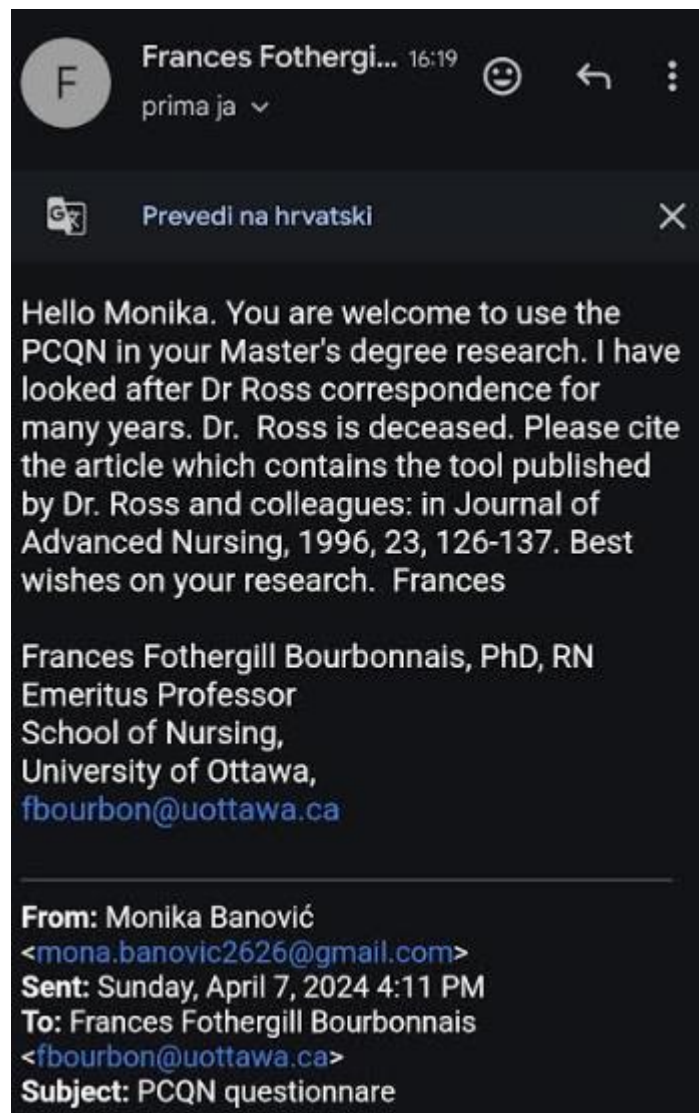 F
Frances Fothergi... 16:19
prima ja
Prevedi na hrvatski
Hello Monika. You are welcome to use the
PCQN in your Master's degree research. I have
looked after Dr Ross correspondence for
many years. Dr.  Ross is deceased. Please cite
the article which contains the tool published
by Dr. Ross and colleagues: in Journal of
Advanced Nursing, 1996, 23, 126-137. Best
wishes on your research.  Frances
Frances Fothergill Bourbonnais, PhD, RN
Emeritus Professor
School of Nursing,
University of Ottawa,
fbourbon@uottawa.ca
From: Monika Banović
<mona.banovic2626@gmail.com>
Sent: Sunday, April 7, 2024 4:11 PM
To: Frances Fothergill Bourbonnais
<fbourbon@uottawa.ca>
Subject: PCQN questionnare